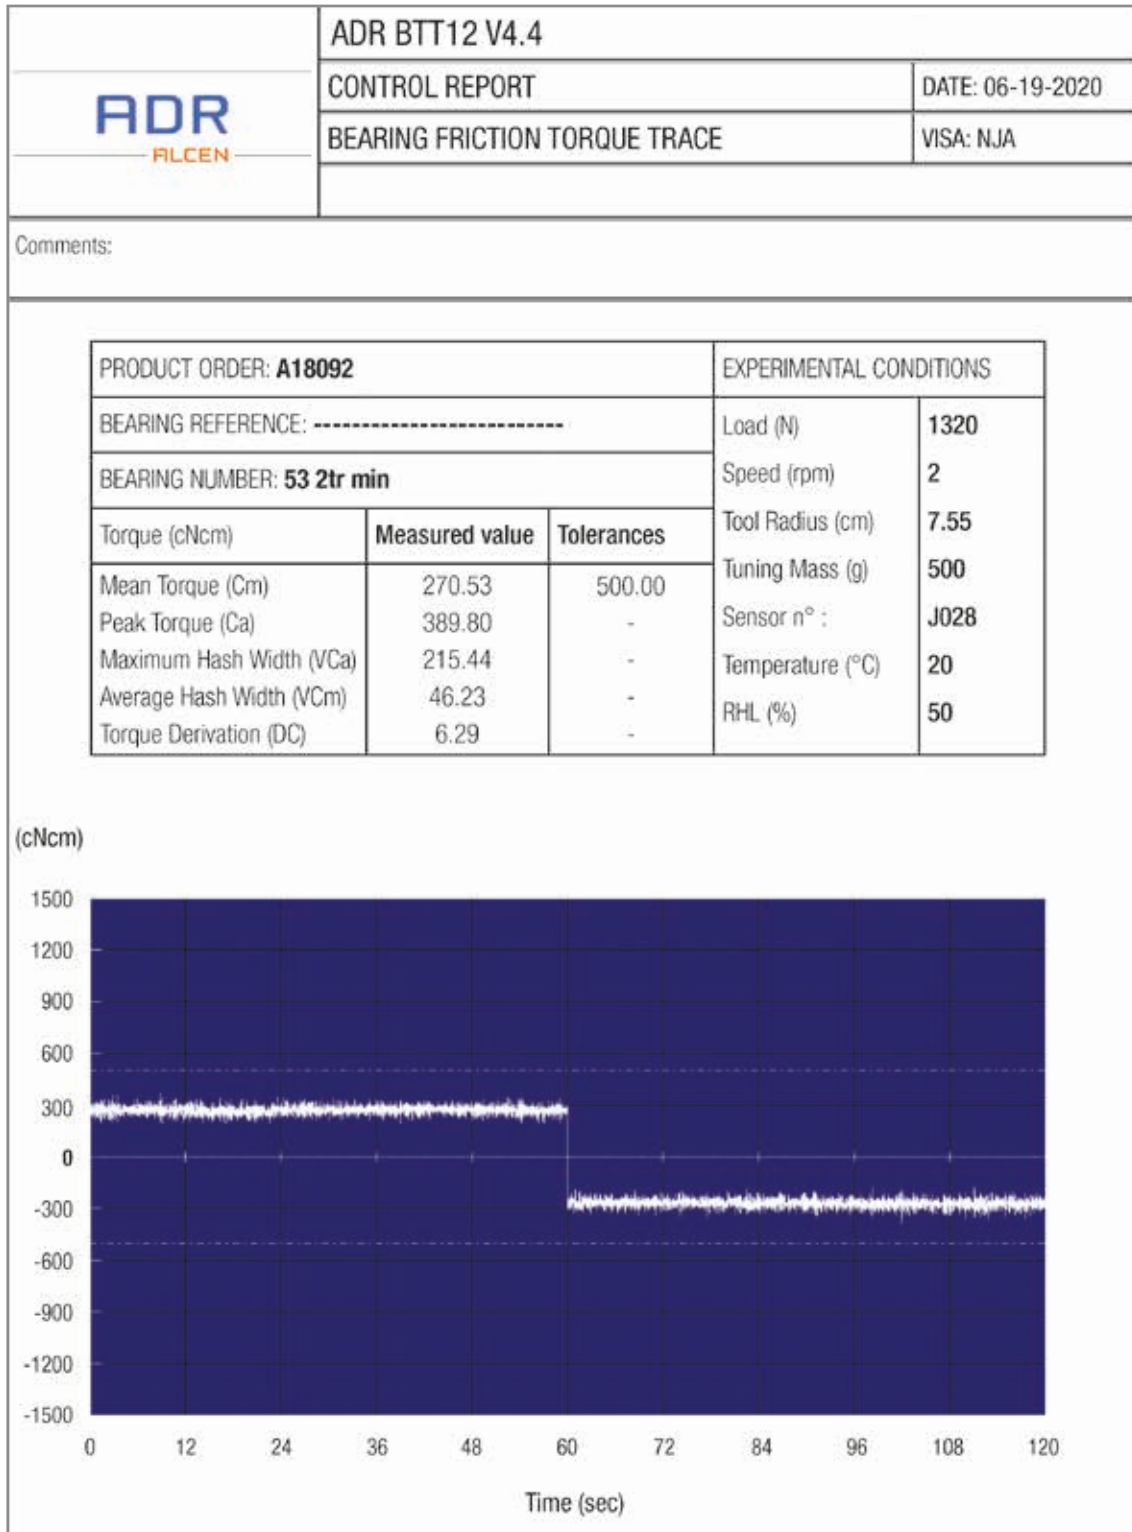 ADR
ALCEN
ADR BTT12 V4.4
CONTROL REPORT
DATE: 06-19-2020
BEARING FRICTION TORQUE TRACE
VISA: NJA
Comments:
PRODUCT ORDER: A18092
BEARING REFERENCE: --------------------------
BEARING NUMBER: 53 2tr min
Torque (cNcm) Measured value Tolerances
Mean Torque (Cm) 270.53 500.00
Peak Torque (Ca) 389.80 -
Maximum Hash Width (VCa) 215.44 -
Average Hash Width (VCm) 46.23 -
Torque Derivation (DC) 6.29 -
EXPERIMENTAL CONDITIONS
Load (N) 1320
Speed (rpm) 2
Tool Radius (cm) 7.55
Tuning Mass (g) 500
Sensor n° : J028
Temperature (°C) 20
RHL (%) 50
(cNcm)
1500
1200
900
600
300
0
-300
-600
-900
-1200
-1500
0 12 24 36 48 60 72 84 96 108 120
Time (sec)